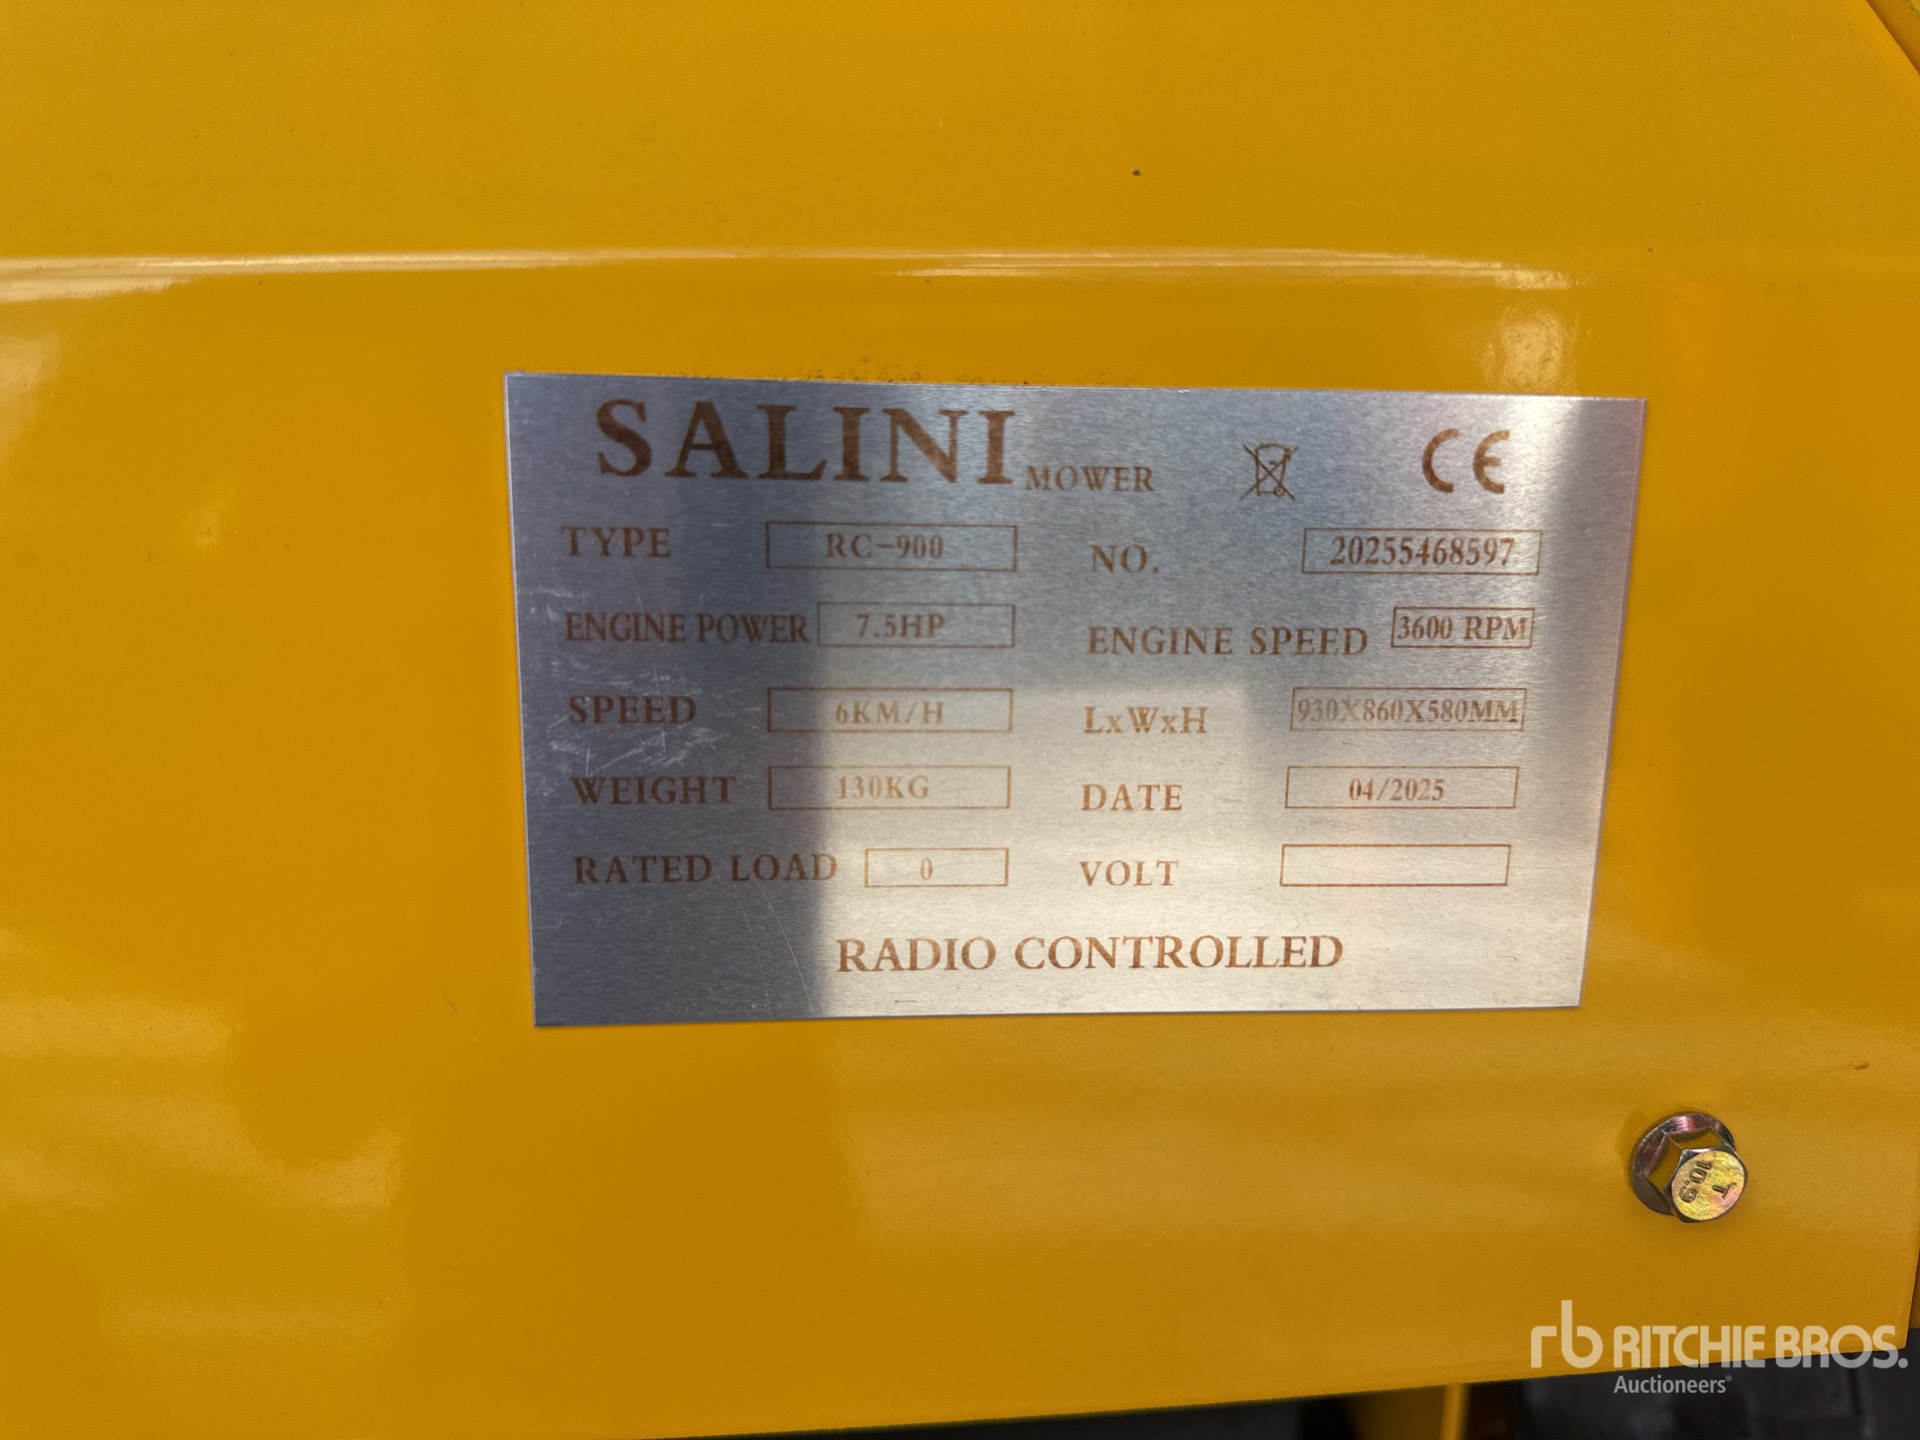 SALINI MOWER CE
TYPE RC-900 NO. 20255468597
ENGINE POWER 7.5HP ENGINE SPEED 3600 RPM
SPEED 6KM/H LxWxH 930X860X580MM
WEIGHT 130KG DATE 04/2025
RATED LOAD 0 VOLT
RADIO CONTROLLED
T
10.9
rb RITCHIE BROS.
Auctioneers®